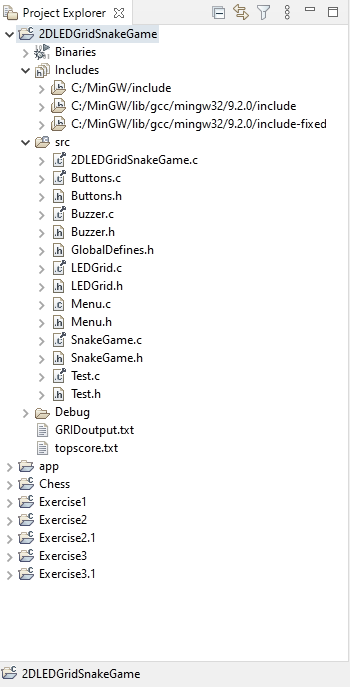 Project Explorer
2DLEDGridSnakeGame
Binaries
Includes
C:/MinGW/include
C:/MinGW/lib/gcc/mingw32/9.2.0/include
C:/MinGW/lib/gcc/mingw32/9.2.0/include-fixed
src
2DLEDGridSnakeGame.c
Buttons.c
Buttons.h
Buzzer.c
Buzzer.h
GlobalDefines.h
LEDGrid.c
LEDGrid.h
Menu.c
Menu.h
SnakeGame.c
SnakeGame.h
Test.c
Test.h
Debug
GRIDoutput.txt
topscore.txt
app
Chess
Exercise1
Exercise2
Exercise2.1
Exercise3
Exercise3.1
2DLEDGridSnakeGame